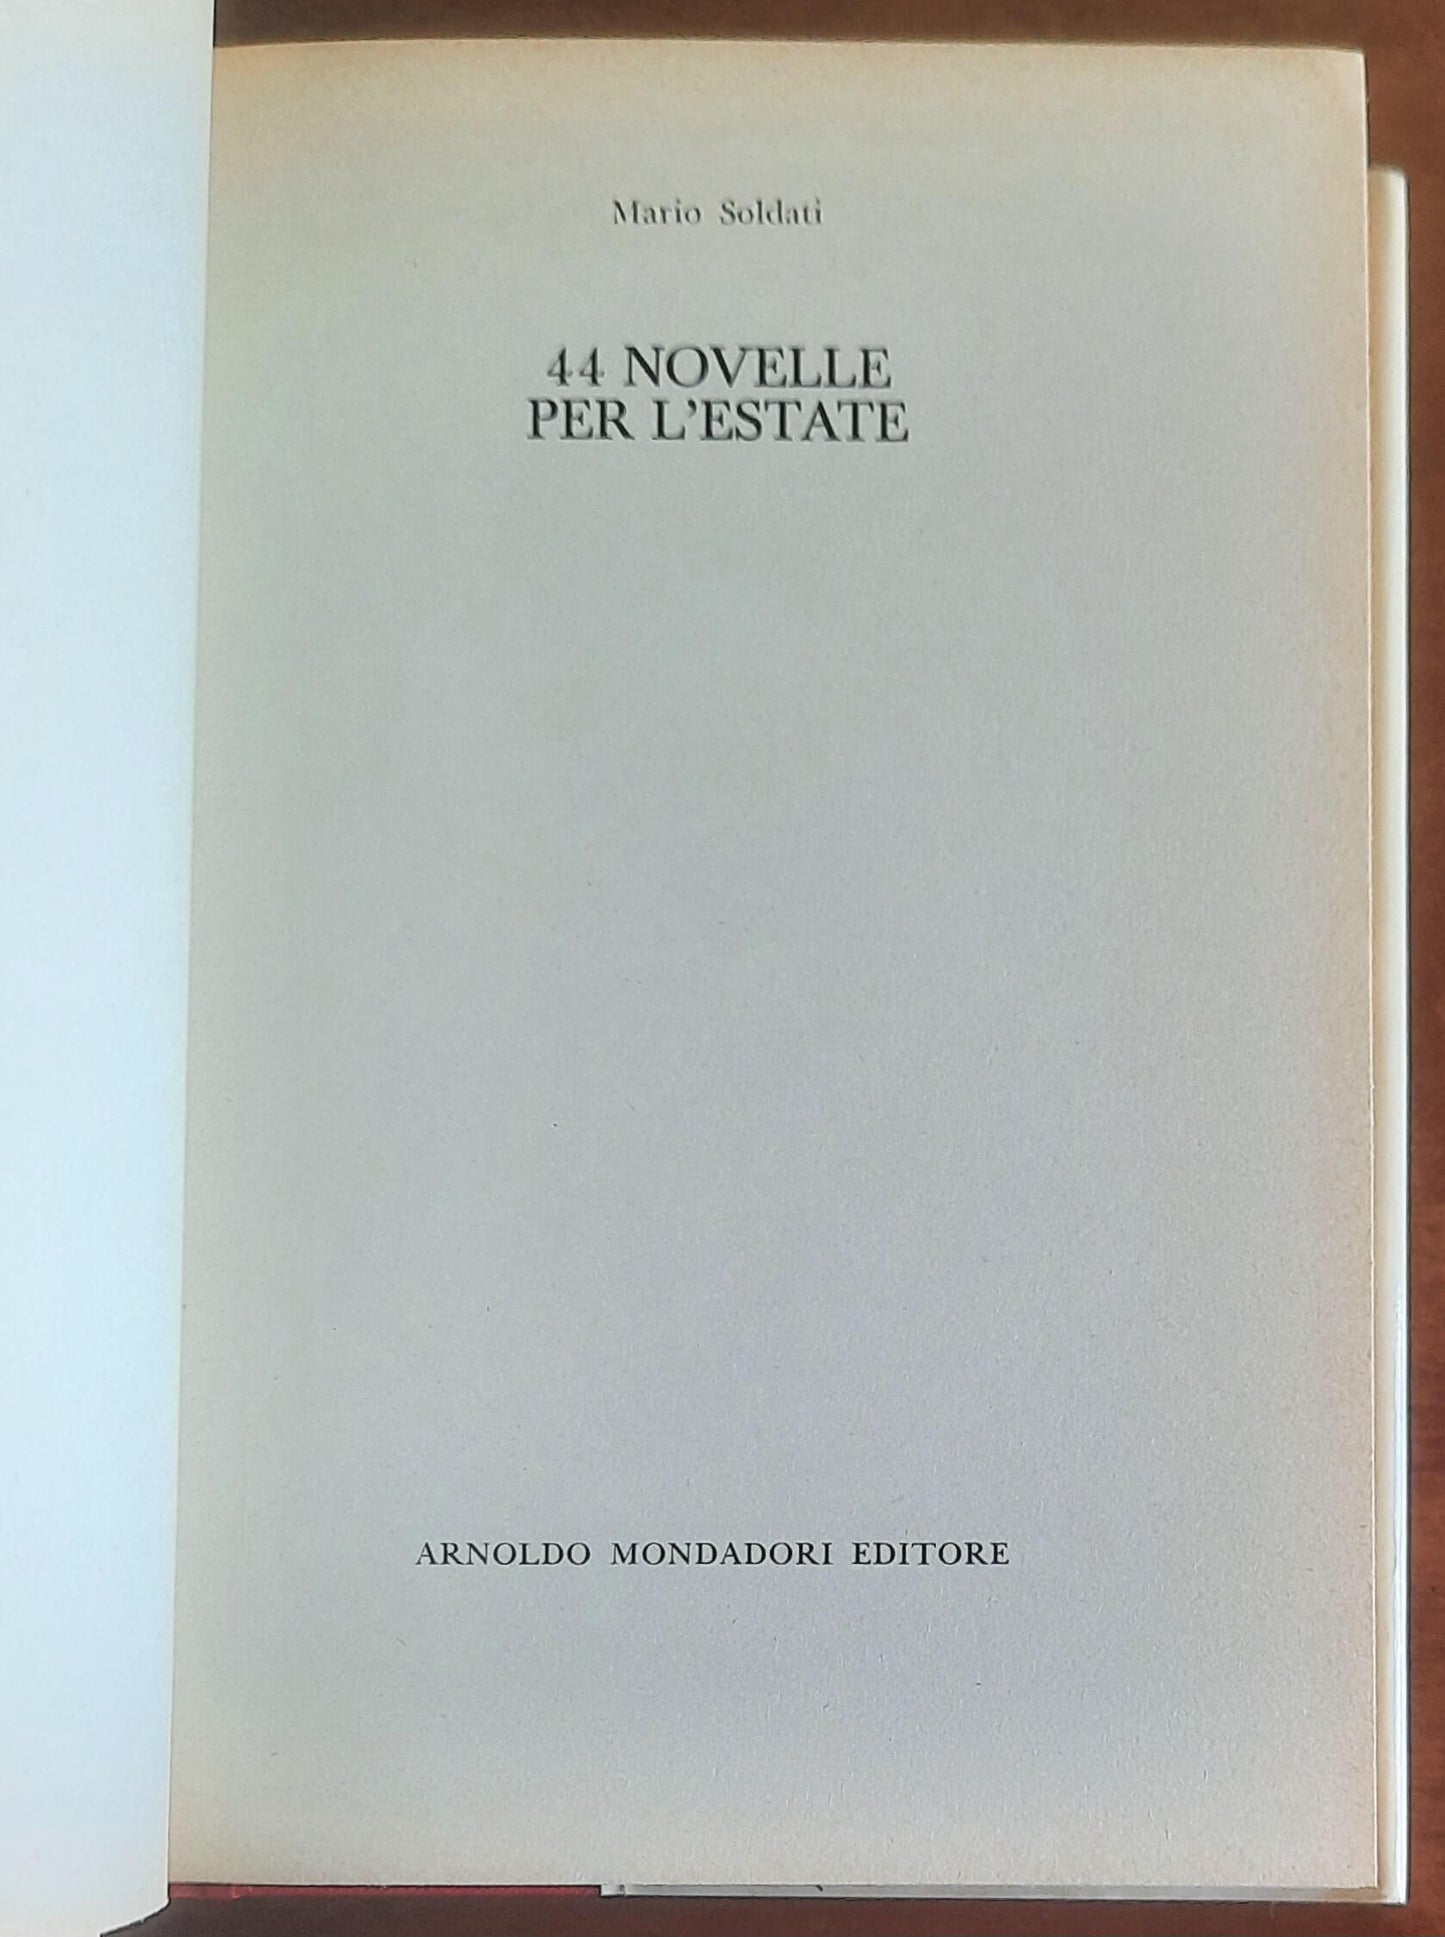 Mario Soldati
44 NOVELLE
PER L'ESTATE
ARNOLDO MONDADORI EDITORE